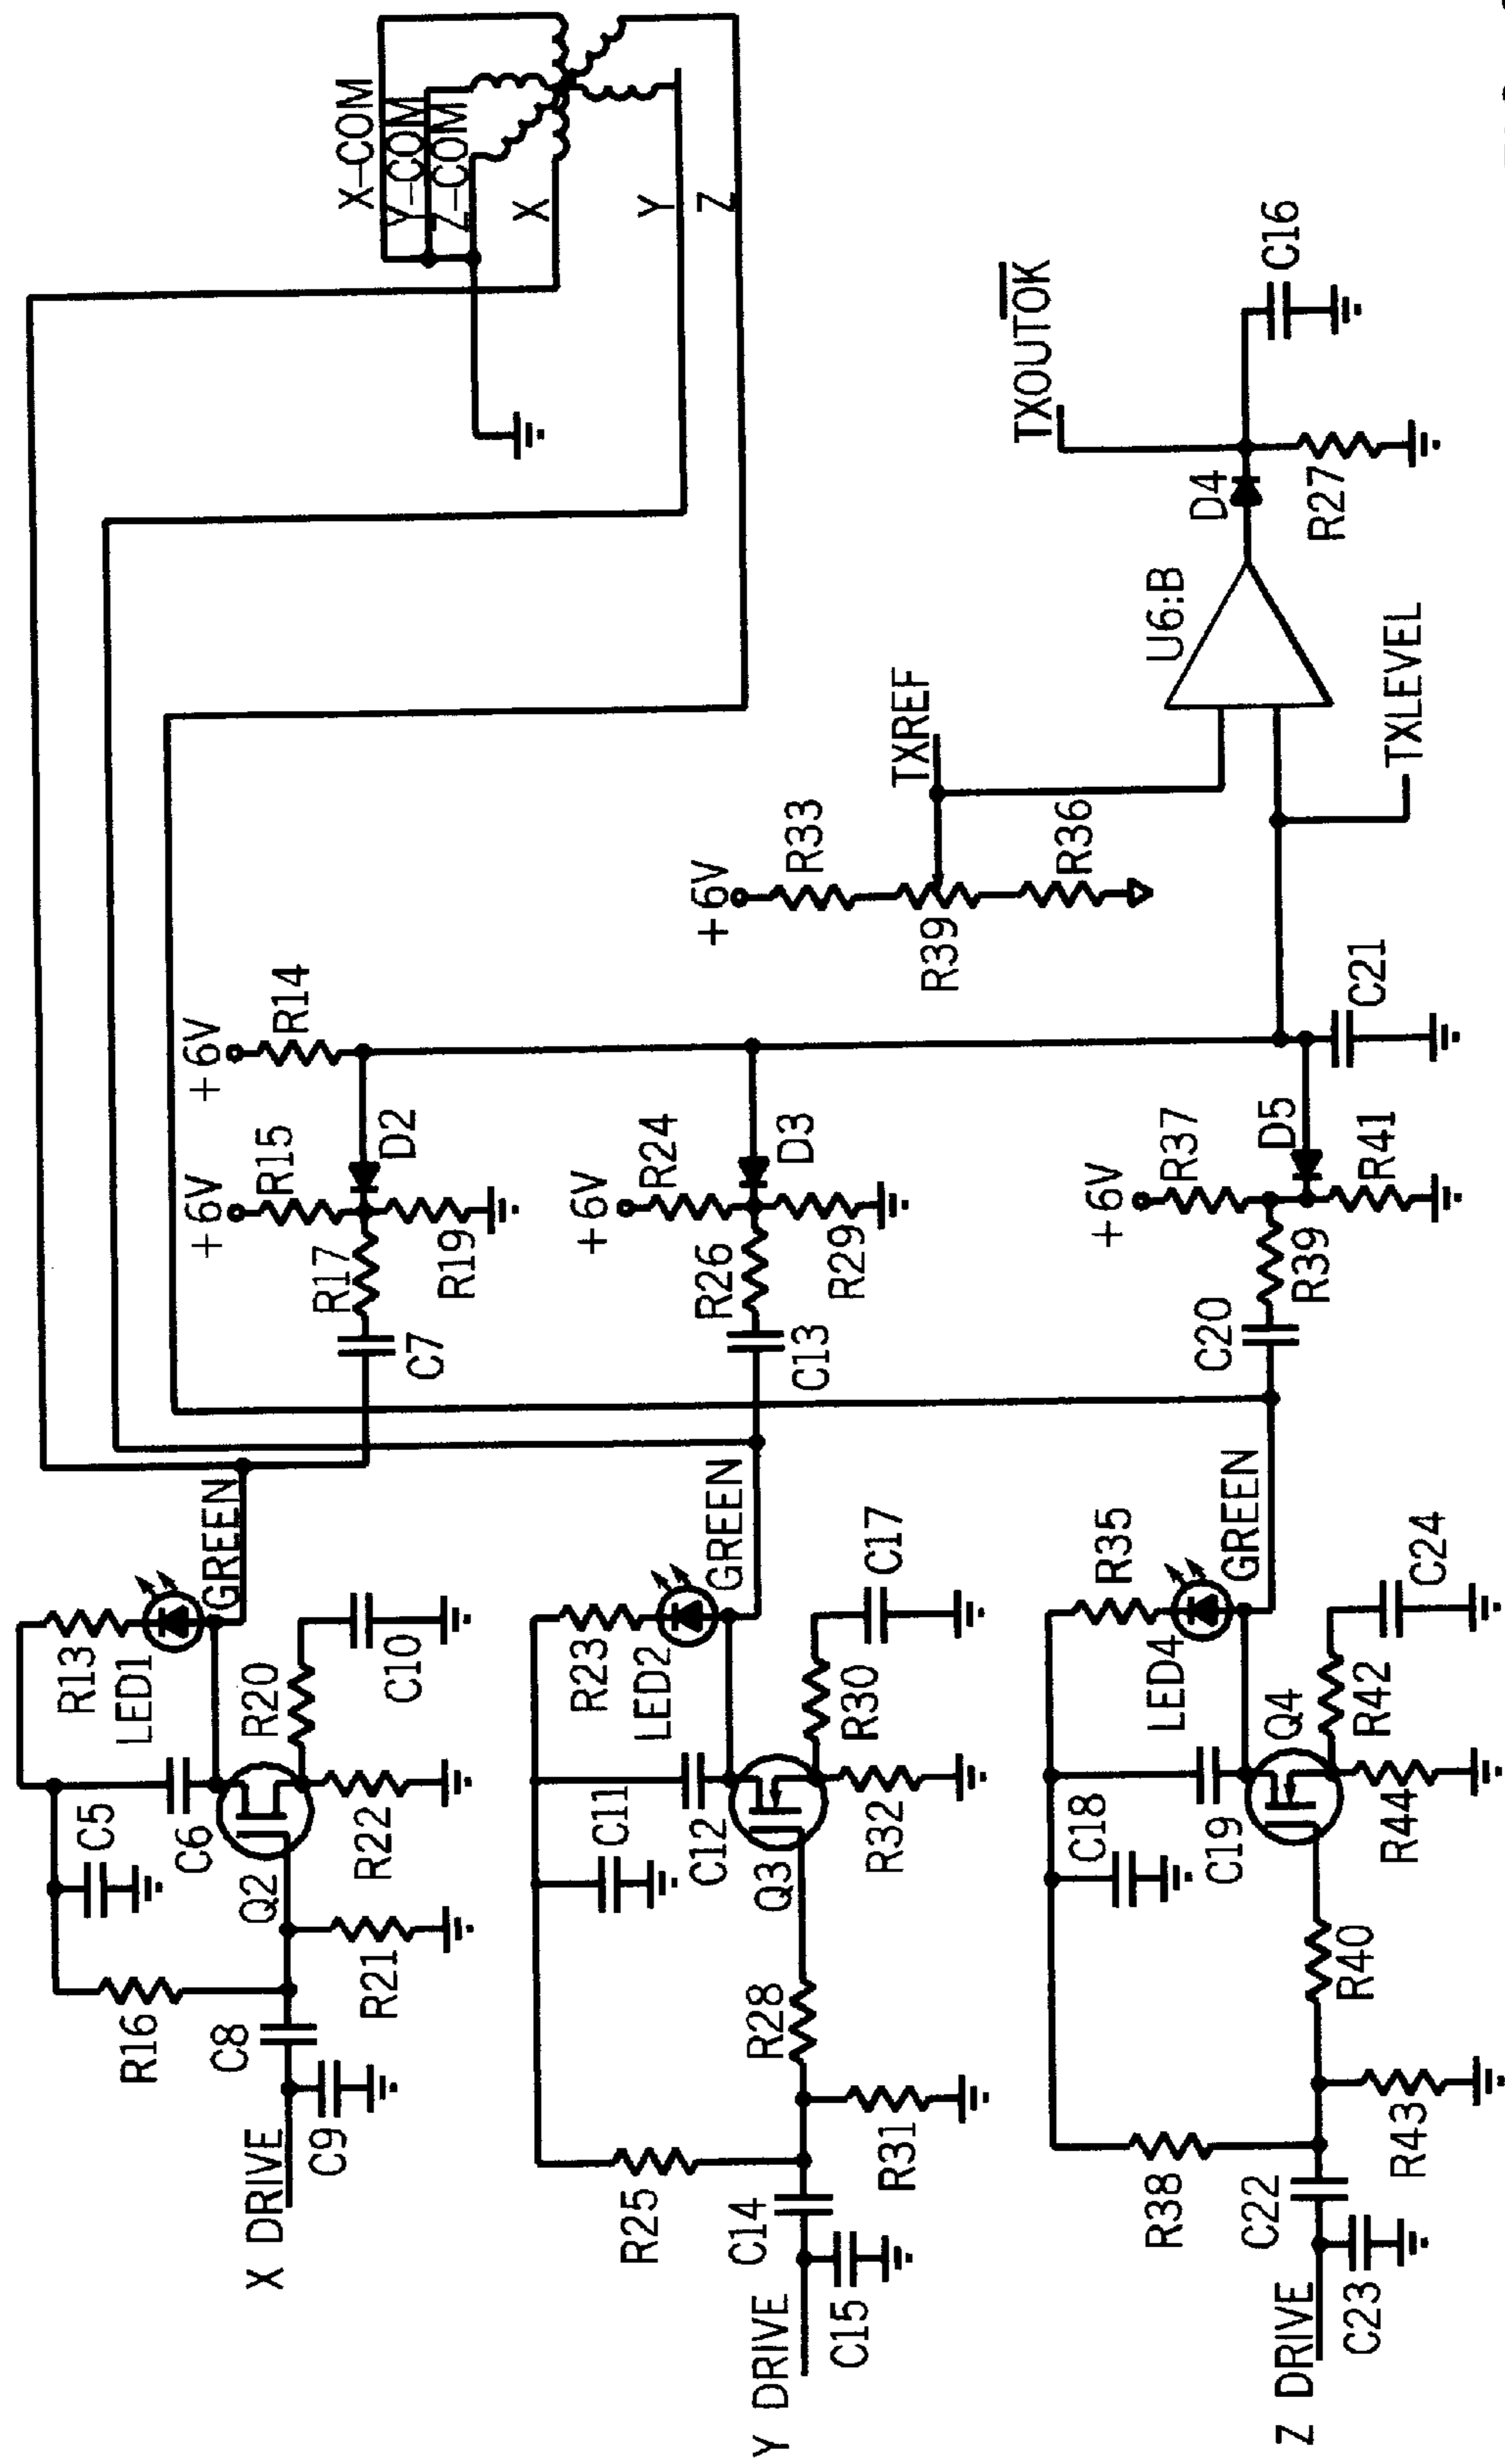 X-COM
Y-COM
Z-COM
X
Y
Z
+6V
R14
+6V
R15
D2
R17
R19
C7
R13
LED1
GREEN
C5
C6
R20
C10
Q2
R22
R16
C8
R21
X DRIVE
C9
+6V
R24
D3
R26
R29
C13
R23
LED2
GREEN
C11
C12
R30
C17
Q3
R32
R28
R25
C14
R31
Y DRIVE
C15
+6V
R33
TXREF
R39
R36
U6:B
TXLEVEL
D4
TXOUTOK
R27
C16
C21
+6V
R37
D5
R41
C20
R39
R35
GREEN
LED4
C18
C19
Q4
R42
C24
R44
R40
R38
C22
R43
Z DRIVE
C23